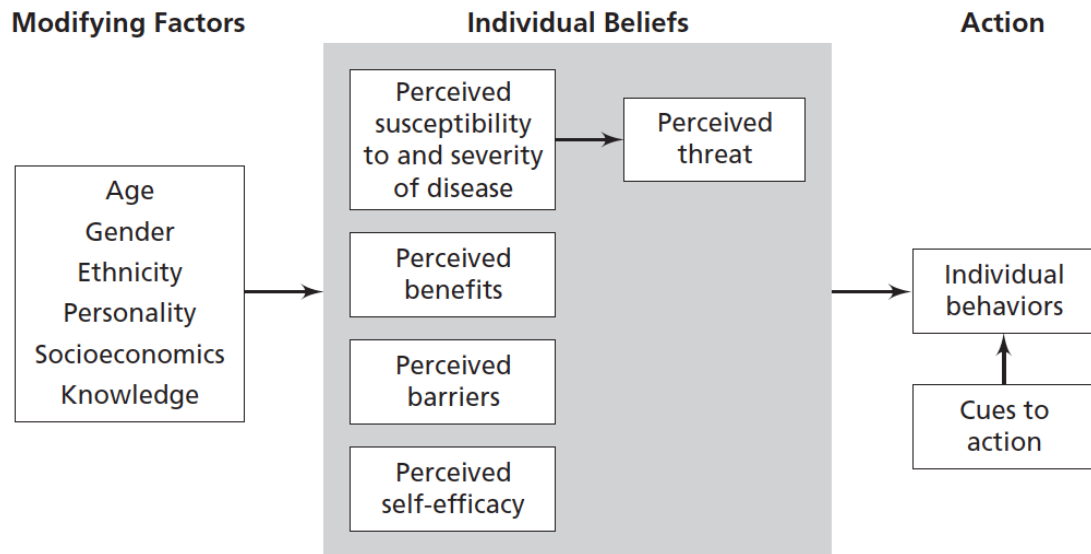 Modifying Factors
Individual Beliefs
Action
Age
Gender
Ethnicity
Personality
Socioeconomics
Knowledge
Perceived
susceptibility
to and severity
of disease
Perceived
threat
Perceived
benefits
Perceived
barriers
Perceived
self-efficacy
Individual
behaviors
Cues to
action